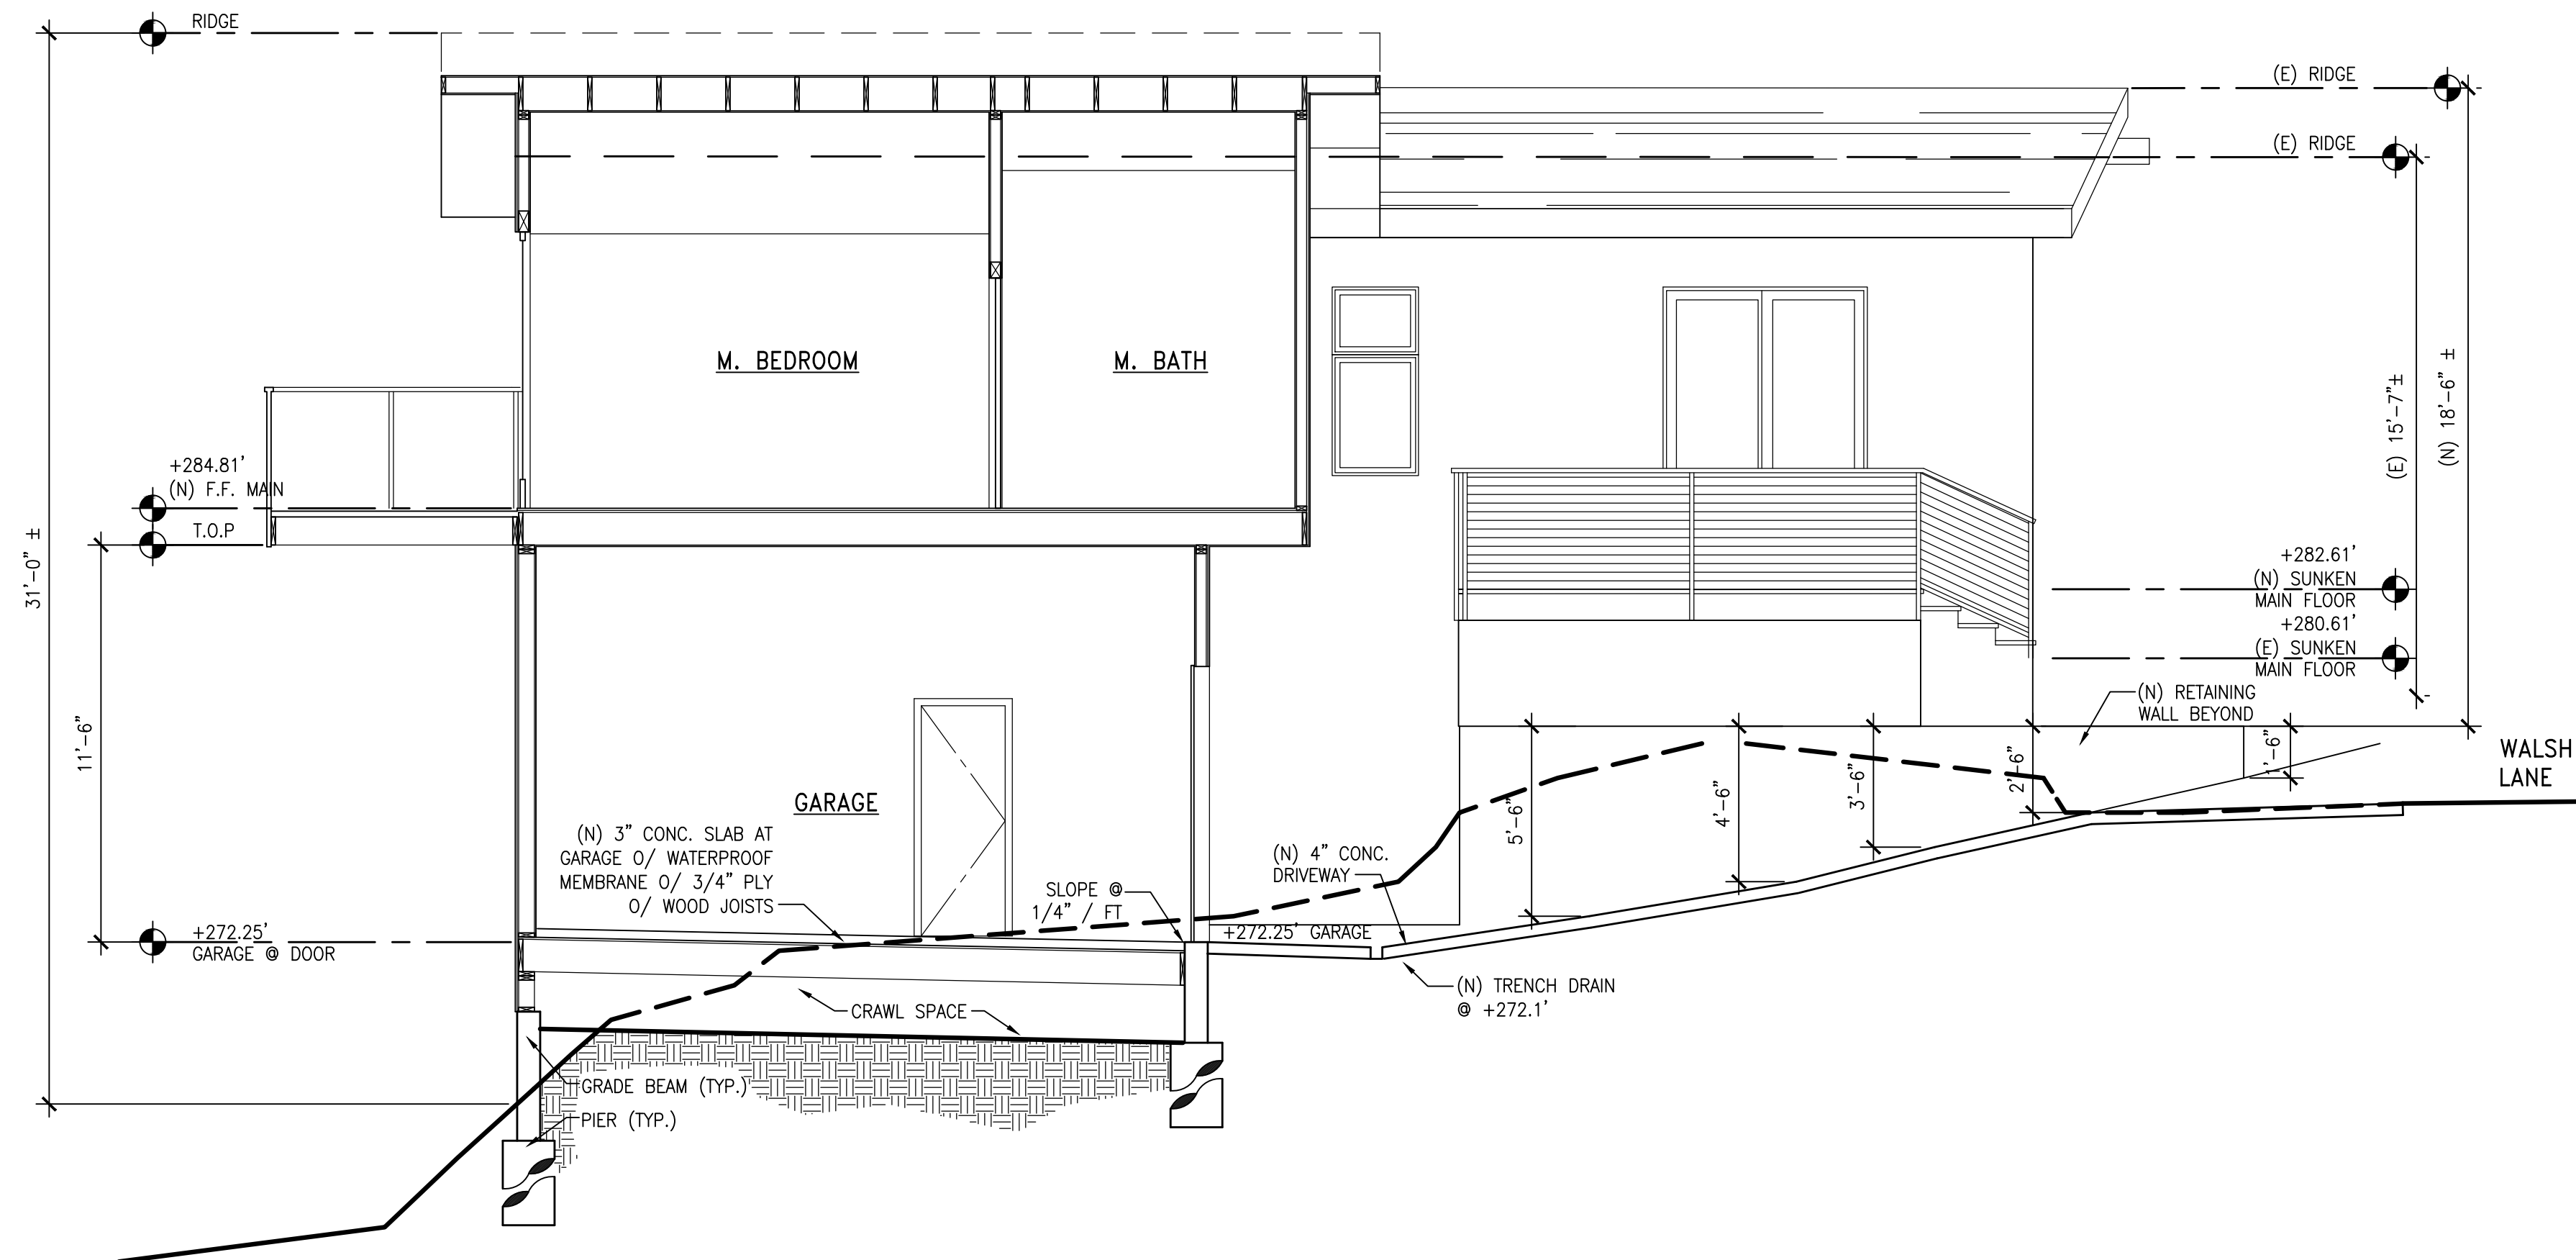 RIDGE
(E) RIDGE
(E) RIDGE
M. BEDROOM
M. BATH
(E) 15'-7"±
(N) 18'-6" ±
+284.81'
(N) F.F. MAIN
T.O.P
31'-0" ±
+282.61'
(N) SUNKEN
MAIN FLOOR
+280.61'
(E) SUNKEN
MAIN FLOOR
(N) RETAINING
WALL BEYOND
11'-6"
1'-6"
2'-6"
3'-6"
4'-6"
5'-6"
WALSH
LANE
GARAGE
(N) 3" CONC. SLAB AT
GARAGE O/ WATERPROOF
MEMBRANE O/ 3/4" PLY
O/ WOOD JOISTS
SLOPE @
1/4" / FT
(N) 4" CONC.
DRIVEWAY
+272.25' GARAGE
+272.25'
GARAGE @ DOOR
(N) TRENCH DRAIN
@ +272.1'
CRAWL SPACE
GRADE BEAM (TYP.)
PIER (TYP.)